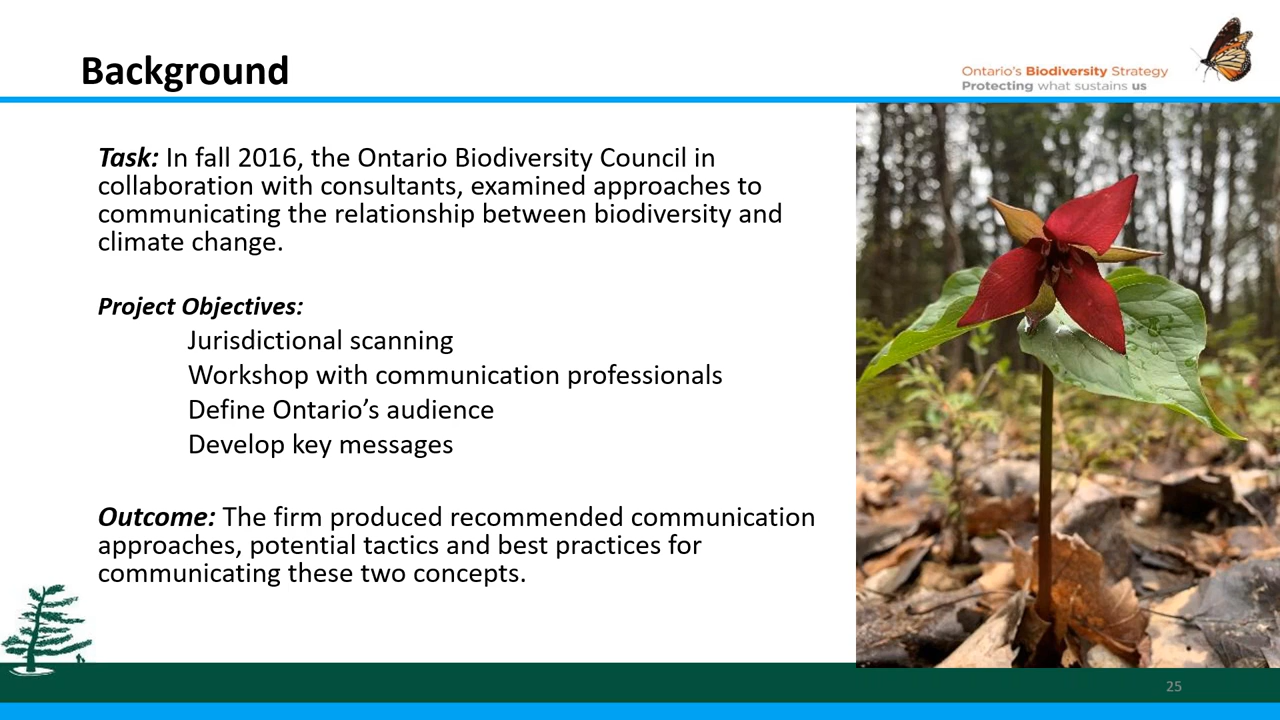 Background
Ontario's Biodiversity Strategy
Protecting what sustains us
Task: In fall 2016, the Ontario Biodiversity Council in
collaboration with consultants, examined approaches to
communicating the relationship between biodiversity and
climate change.
Project Objectives:
Jurisdictional scanning
Workshop with communication professionals
Define Ontario’s audience
Develop key messages
Outcome: The firm produced recommended communication
approaches, potential tactics and best practices for
communicating these two concepts.
25